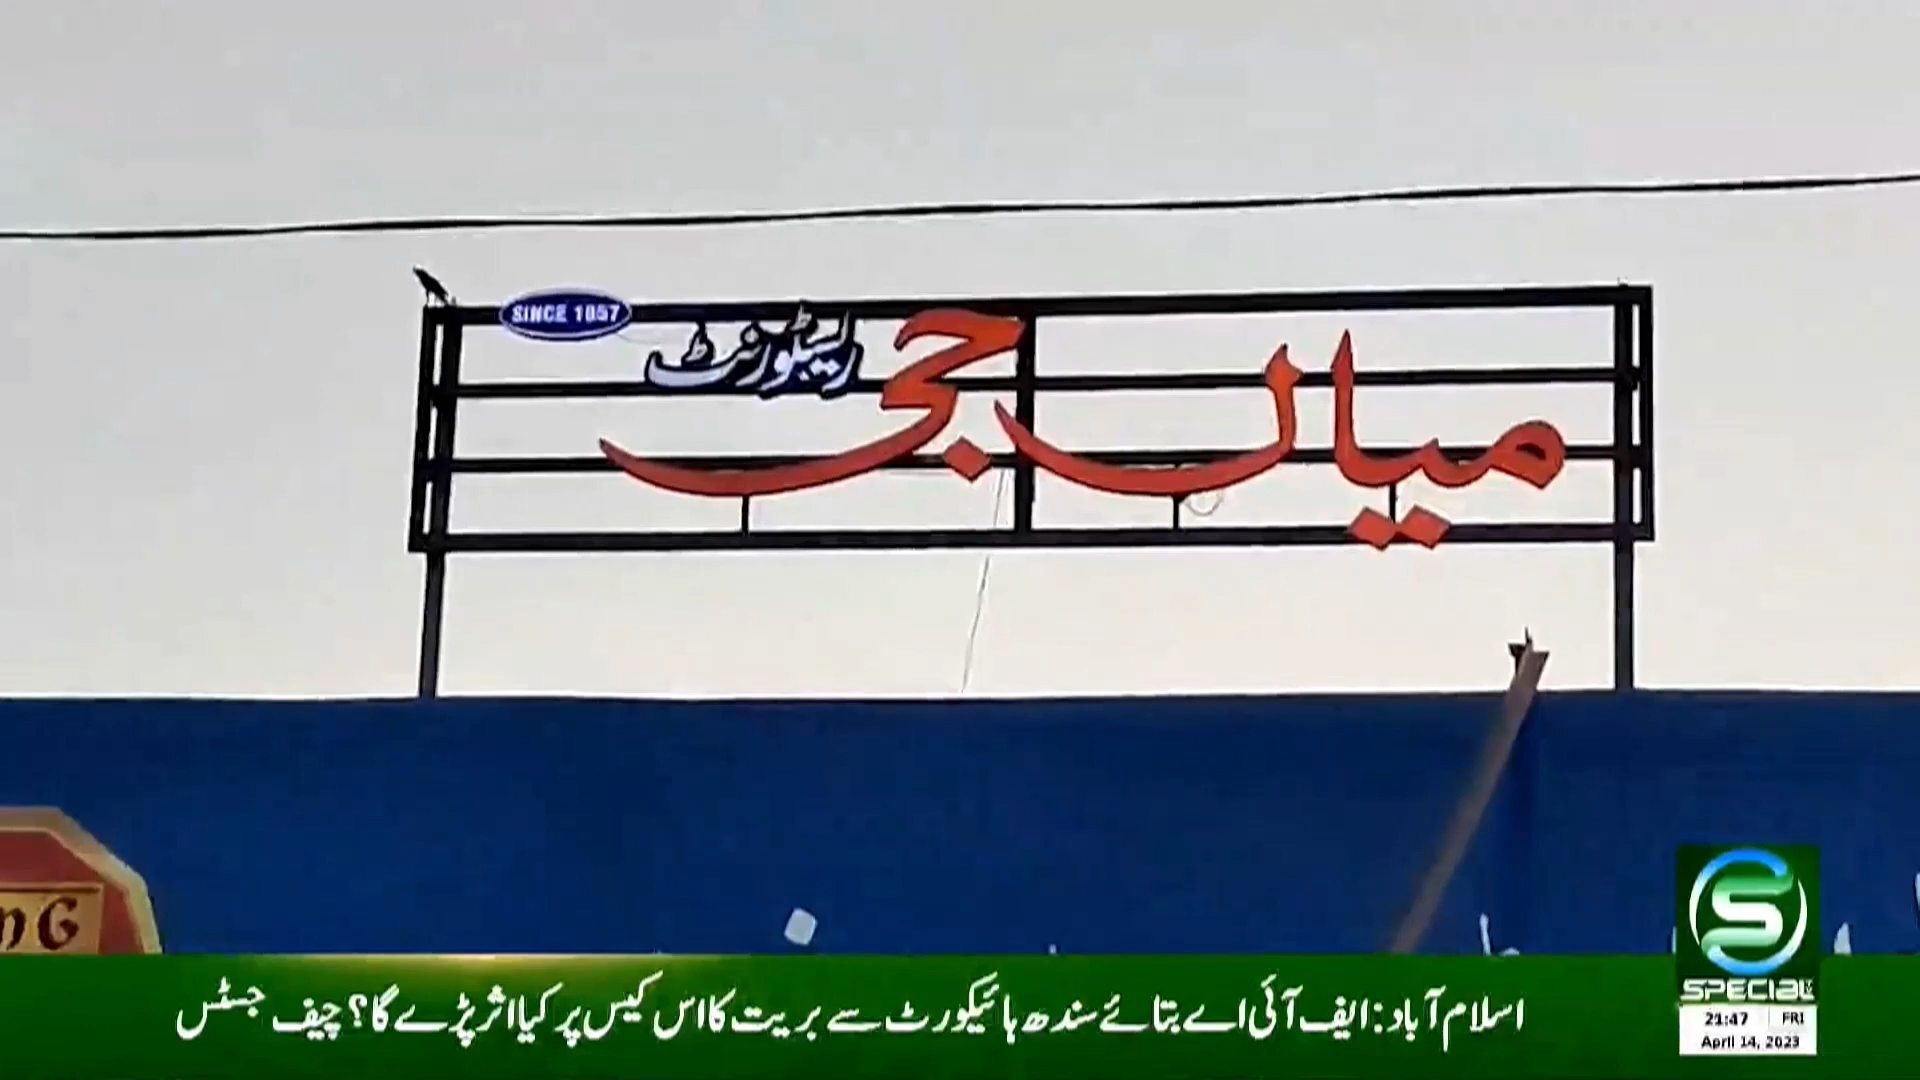 SINCE 1857
ریسٹورنٹ
میاں جی
NG
اسلام آباد: ایف آئی اے بتائے سندھ ہائیکورٹ سے بریت کا اس کیس پر کیا اثر پڑے گا؟ چیف جسٹس
S
SPECIAL
21:47 FRI
April 14, 2023